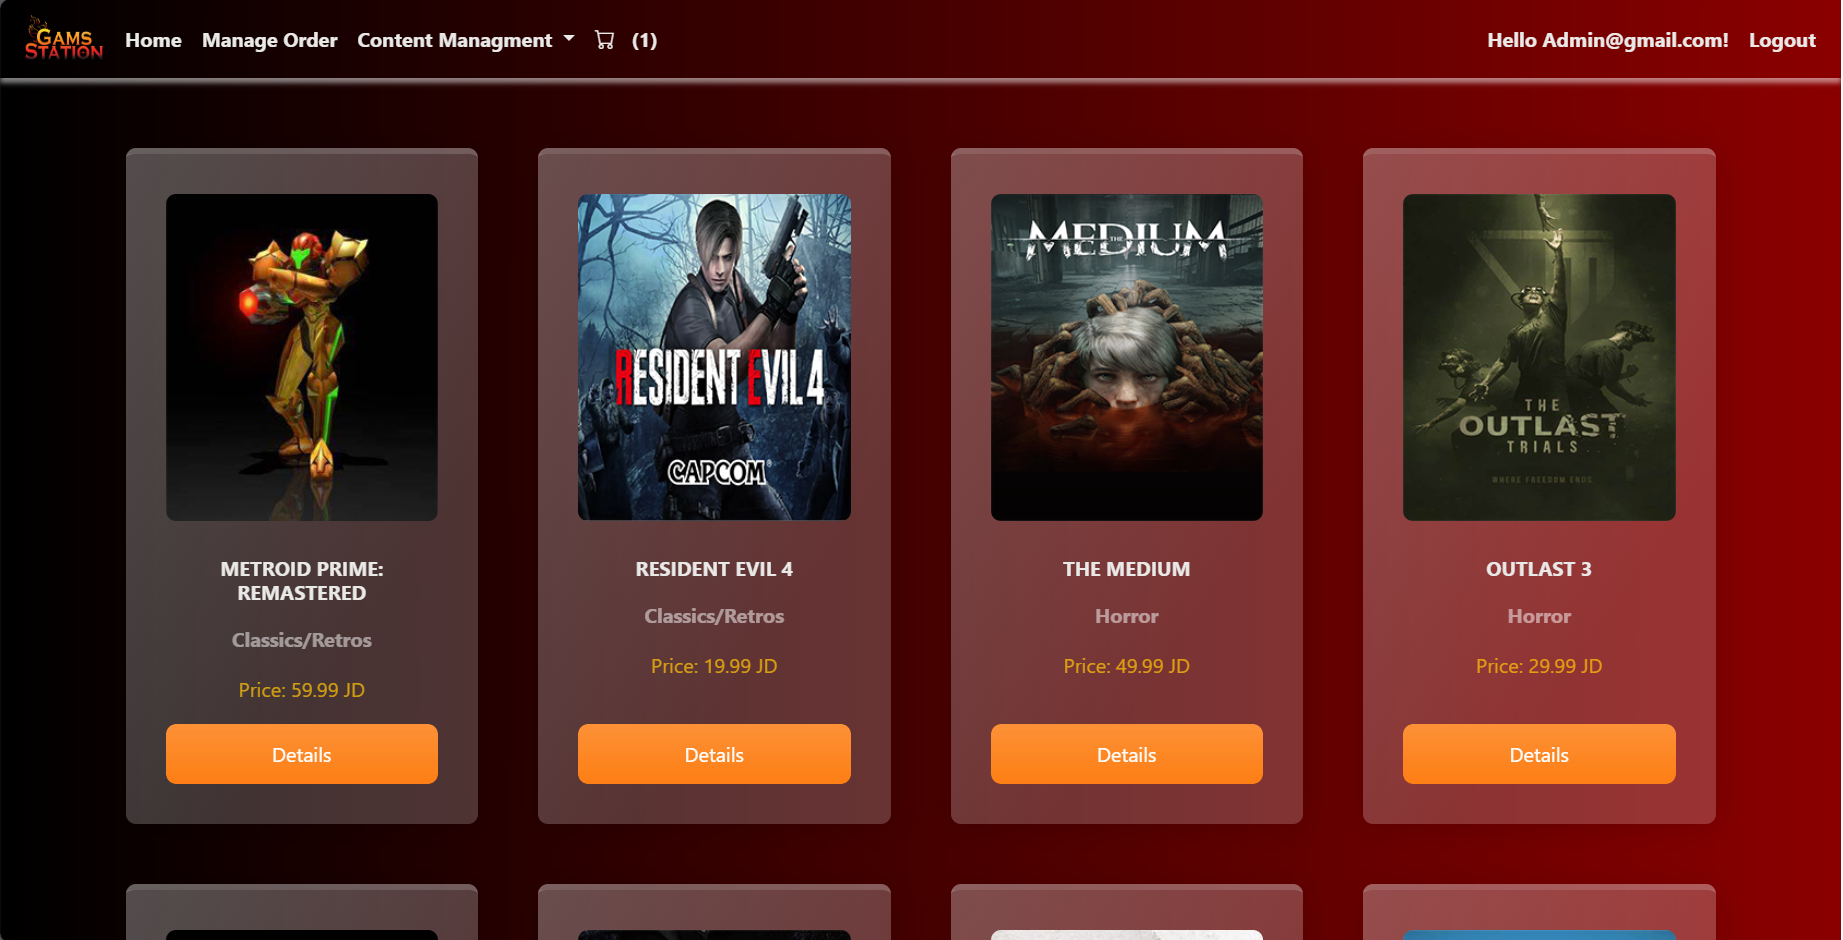 GAMS
STATION
Home
Manage Order
Content Managment
(1)
Hello Admin@gmail.com!
Logout
METROID PRIME:
REMASTERED
Classics/Retros
Price: 59.99 JD
Details
RESIDENT EVIL 4
CAPCOM
RESIDENT EVIL 4
Classics/Retros
Price: 19.99 JD
Details
THE
MEDIUM
THE MEDIUM
Horror
Price: 49.99 JD
Details
THE
OUTLAST
TRIALS
WHERE FREEDOM ENDS
OUTLAST 3
Horror
Price: 29.99 JD
Details